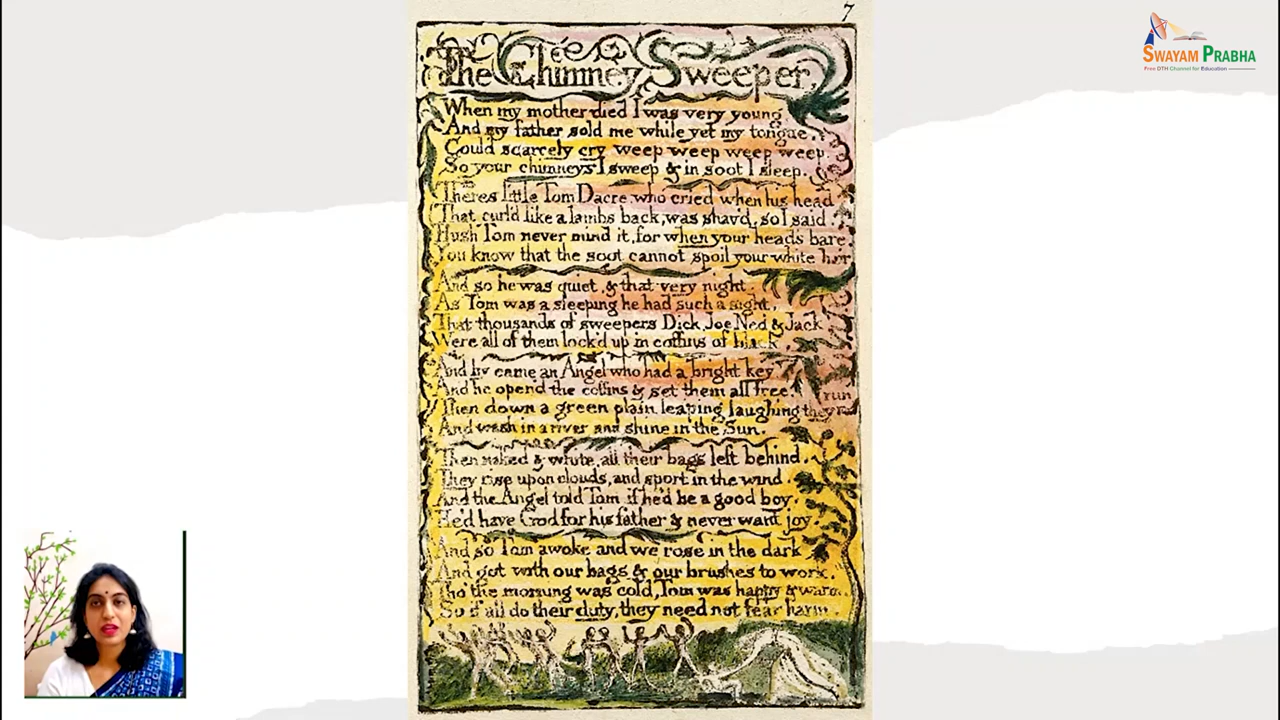 7
SWAYAM PRABHA
Free DTH Channel for Education
The Chimney Sweeper.
When my mother died I was very young
And my father sold me while yet my tongue.
Could scarcely cry weep weep weep weep.
So your chimneys I sweep & in soot I sleep.
Theres little Tom Dacre, who cried when his head
That curl'd like a lambs back, was shav'd, so I said.
Hush Tom never mind it, for when your head's bare
You know that the soot cannot spoil your white hair
And so he was quiet, & that very night.
As Tom was a sleeping he had such a sight,
That thousands of sweepers Dick, Joe Ned & Jack
Were all of them lock'd up in coffins of black,
And by came an Angel who had a bright key
And he open'd the coffins & set them all free.
Then down a green plain leaping laughing they run
run
And wash in a river and shine in the Sun.
Then naked & white, all their bags left behind.
They rise upon clouds, and sport in the wind.
And the Angel told Tom if he'd be a good boy,
He'd have God for his father & never want joy.
And so Tom awoke and we rose in the dark
And got with our bags & our brushes to work.
Tho' the morning was cold, Tom was happy & warm.
So if all do their duty, they need not fear harm.